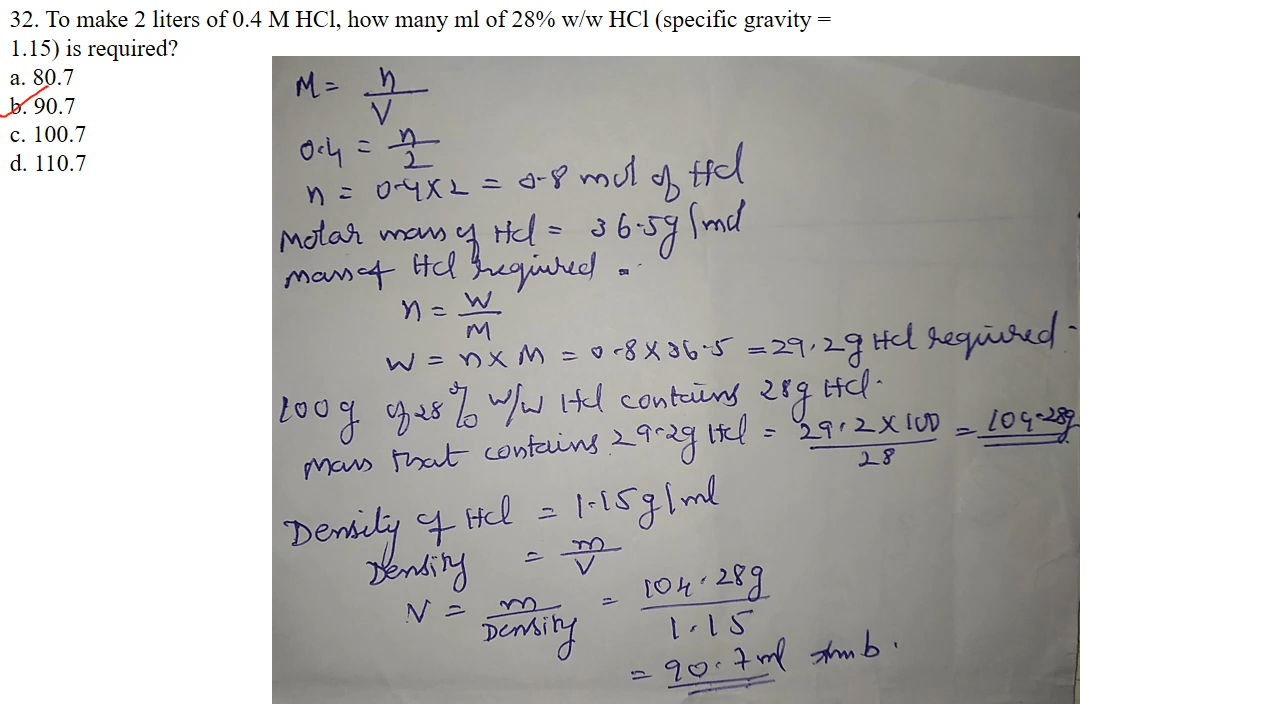 32. To make 2 liters of 0.4 M HCl, how many ml of 28% w/w HCl (specific gravity =
1.15) is required?
a. 80.7
b. 90.7
c. 100.7
d. 110.7
M = n/V
0.4 = n/2
n = 0.4 x 2 = 0.8 mol of Hcl
Molar mass of Hcl = 36.5g/mol
mass of Hcl required =
n = W/M
W = n x M = 0.8 x 36.5 = 29.2g Hcl required.
100g of 28% w/w Hcl contains 28g Hcl.
Mass that contains 29.2g Hcl = 29.2 x 100/28 = 104.28g
Density of Hcl = 1.15g/ml
Density = m/V
V = m/Density = 104.28g/1.15
= 90.7ml b.